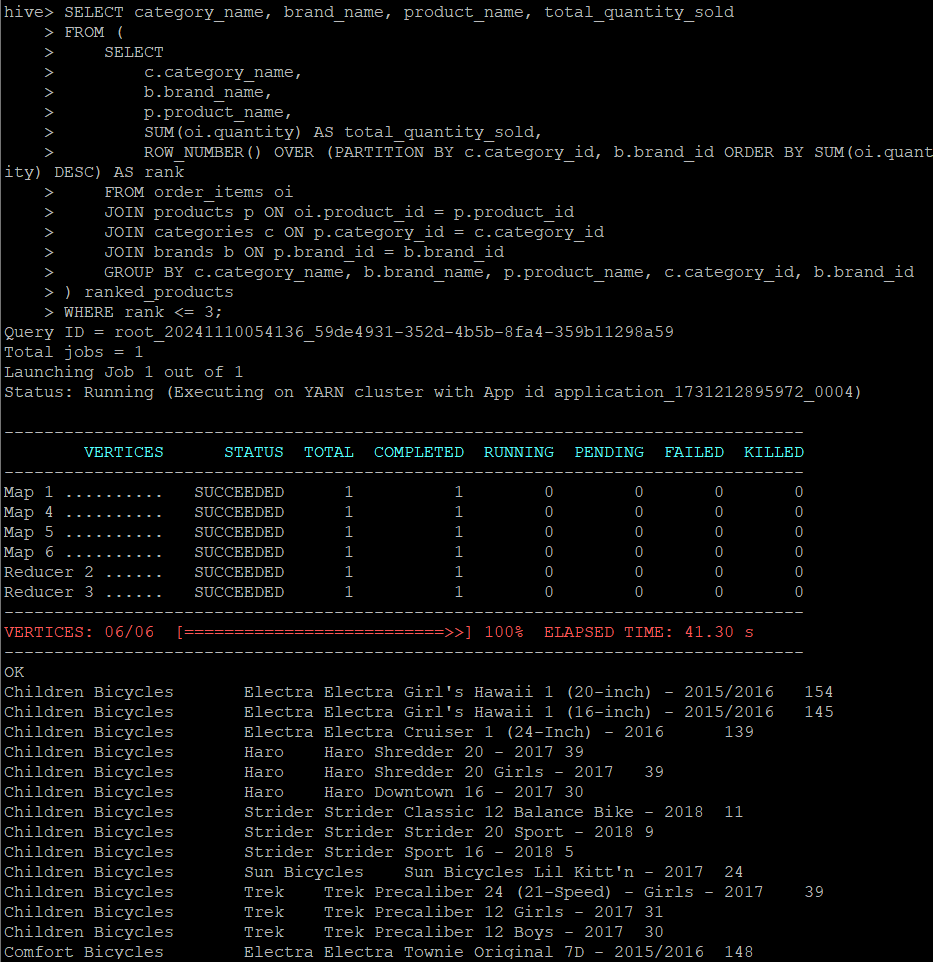 hive> SELECT category_name, brand_name, product_name, total_quantity_sold
    > FROM (
    >     SELECT
    >         c.category_name,
    >         b.brand_name,
    >         p.product_name,
    >         SUM(oi.quantity) AS total_quantity_sold,
    >         ROW_NUMBER() OVER (PARTITION BY c.category_id, b.brand_id ORDER BY SUM(oi.quant
ity) DESC) AS rank
    >     FROM order_items oi
    >     JOIN products p ON oi.product_id = p.product_id
    >     JOIN categories c ON p.category_id = c.category_id
    >     JOIN brands b ON p.brand_id = b.brand_id
    >     GROUP BY c.category_name, b.brand_name, p.product_name, c.category_id, b.brand_id
    > ) ranked_products
    > WHERE rank <= 3;
Query ID = root_20241110054136_59de4931-352d-4b5b-8fa4-359b11298a59
Total jobs = 1
Launching Job 1 out of 1
Status: Running (Executing on YARN cluster with App id application_1731212895972_0004)
--------------------------------------------------------------------------------
        VERTICES      STATUS  TOTAL  COMPLETED  RUNNING  PENDING  FAILED  KILLED
--------------------------------------------------------------------------------
Map 1 ..........   SUCCEEDED      1          1        0        0       0       0
Map 4 ..........   SUCCEEDED      1          1        0        0       0       0
Map 5 ..........   SUCCEEDED      1          1        0        0       0       0
Map 6 ..........   SUCCEEDED      1          1        0        0       0       0
Reducer 2 ......   SUCCEEDED      1          1        0        0       0       0
Reducer 3 ......   SUCCEEDED      1          1        0        0       0       0
--------------------------------------------------------------------------------
VERTICES: 06/06  [==========================>>] 100%  ELAPSED TIME: 41.30 s
--------------------------------------------------------------------------------
OK
Children Bicycles       Electra Electra Girl's Hawaii 1 (20-inch) - 2015/2016   154
Children Bicycles       Electra Electra Girl's Hawaii 1 (16-inch) - 2015/2016   145
Children Bicycles       Electra Electra Cruiser 1 (24-Inch) - 2016      139
Children Bicycles       Haro    Haro Shredder 20 - 2017 39
Children Bicycles       Haro    Haro Shredder 20 Girls - 2017   39
Children Bicycles       Haro    Haro Downtown 16 - 2017 30
Children Bicycles       Strider Strider Classic 12 Balance Bike - 2018  11
Children Bicycles       Strider Strider Strider 20 Sport - 2018 9
Children Bicycles       Strider Strider Sport 16 - 2018 5
Children Bicycles       Sun Bicycles    Sun Bicycles Lil Kitt'n - 2017  24
Children Bicycles       Trek    Trek Precaliber 24 (21-Speed) - Girls - 2017    39
Children Bicycles       Trek    Trek Precaliber 12 Girls - 2017 31
Children Bicycles       Trek    Trek Precaliber 12 Boys - 2017  30
Comfort Bicycles        Electra Electra Townie Original 7D - 2015/2016  148